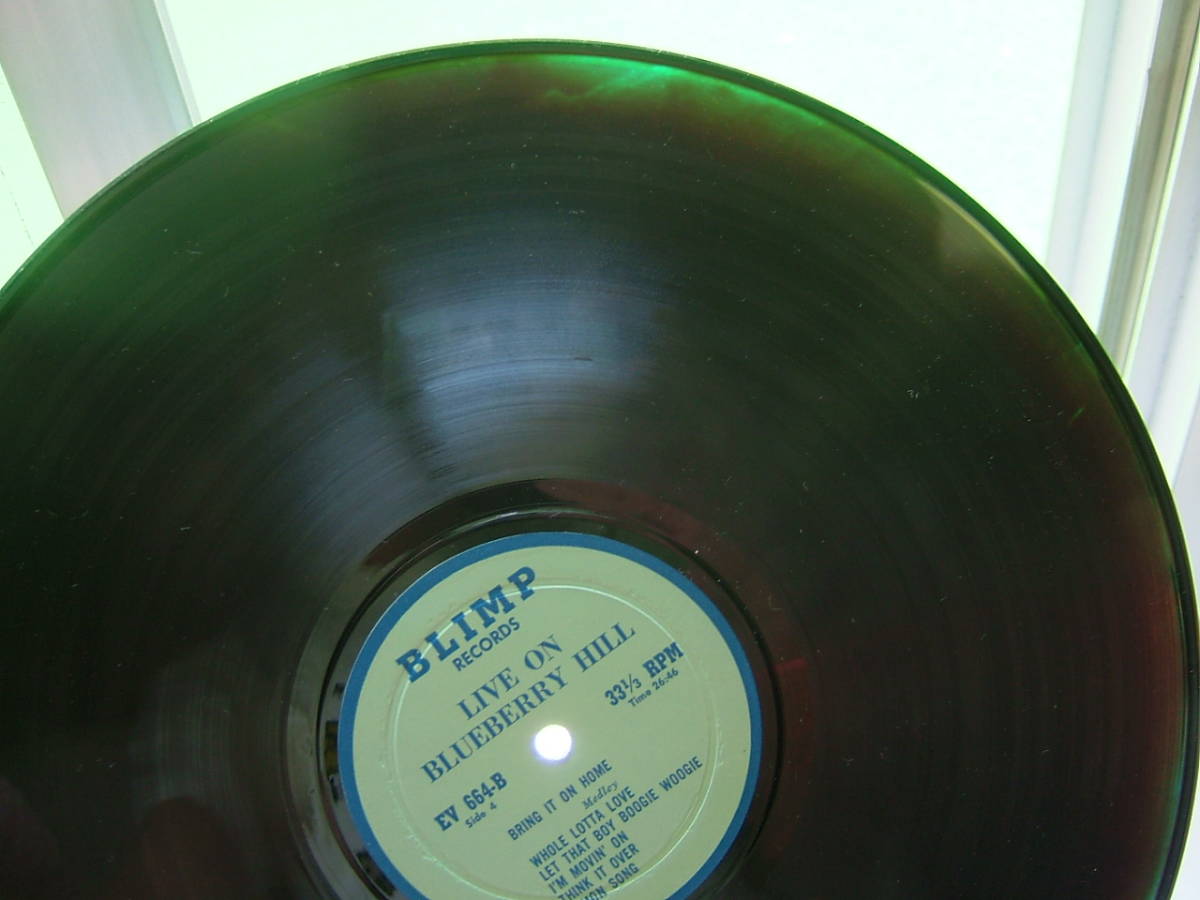 BLIMP
RECORDS
LIVE ON
BLUEBERRY HILL
33⅓ RPM
Time 26:46
EV 664-B
Side 4
BRING IT ON HOME
Medley
WHOLE LOTTA LOVE
LET THAT BOY BOOGIE WOOGIE
I'M MOVIN' ON
THINK IT OVER
SONG